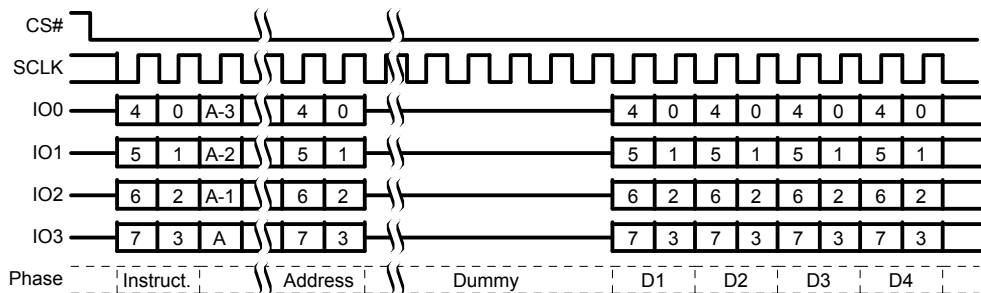 CS#
SCLK
IO0 4 0 A-3 4 0 4 0 4 0 4 0 4 0
IO1 5 1 A-2 5 1 5 1 5 1 5 1 5 1
IO2 6 2 A-1 6 2 6 2 6 2 6 2 6 2
IO3 7 3 A 7 3 7 3 7 3 7 3 7 3
Phase Instruct. Address Dummy D1 D2 D3 D4